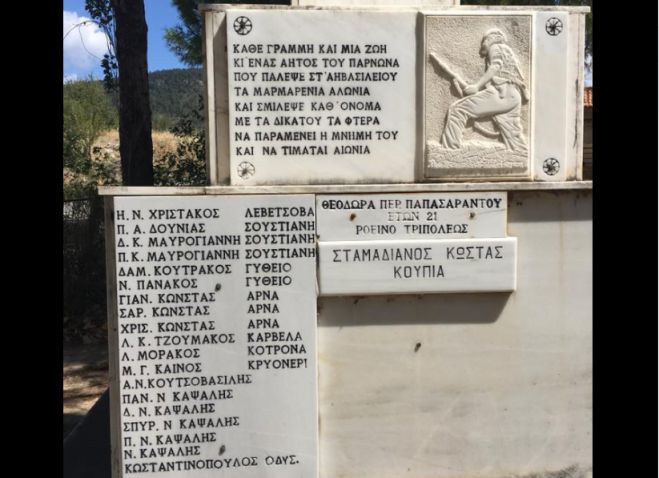 ΚΑΘΕ ΓΡΑΜΜΗ ΚΑΙ ΜΙΑ ΖΩΗ
ΚΙ ΕΝΑΣ ΑΗΤΟΣ ΤΟΥ ΠΑΡΝΩΝΑ
ΠΟΥ ΠΑΛΕΨΕ ΣΤ᾽ ΑΗΒΑΣΙΛΕΙΟΥ
ΤΑ ΜΑΡΜΑΡΕΝΙΑ ΑΛΩΝΙΑ
ΚΑΙ ΣΜΙΛΕΨΕ ΚΑΘ᾽ΟΝΟΜΑ
ΜΕ ΤΑ ΔΙΚΑΤΟΥ ΤΑ ΦΤΕΡΑ
ΝΑ ΠΑΡΑΜΕΝΕΙ Η ΜΝΗΜΗ ΤΟΥ
ΚΑΙ ΝΑ ΤΙΜΑΤΑΙ ΑΙΩΝΙΑ
Η. Ν. ΧΡΙΣΤΑΚΟΣ ΛΕΒΕΤΣΟΒΑ
Π. Α. ΔΟΥΝΙΑΣ ΣΟΥΣΤΙΑΝΗ
Δ. Κ. ΜΑΥΡΟΓΙΑΝΝΗ ΣΟΥΣΤΙΑΝΗ
Π. Κ. ΜΑΥΡΟΓΙΑΝΝΗ ΣΟΥΣΤΙΑΝΗ
ΔΑΜ. ΚΟΥΤΡΑΚΟΣ ΓΥΘΕΙΟ
Ν. ΠΑΝΑΚΟΣ ΓΥΘΕΙΟ
ΓΙΑΝ. ΚΩΝΣΤΑΣ ΑΡΝΑ
ΣΑΡ. ΚΩΝΣΤΑΣ ΑΡΝΑ
ΧΡΙΣ. ΚΩΝΣΤΑΣ ΑΡΝΑ
Λ. Κ. ΤΖΟΥΜΑΚΟΣ ΚΑΡΒΕΛΑ
Λ. ΜΟΡΑΚΟΣ ΚΟΤΡΟΝΑ
Μ. Γ. ΚΑΙΝΟΣ ΚΡΥΟΝΕΡΙ
Α.Ν.ΚΟΥΤΣΟΒΑΣΙΛΗΣ
ΠΑΝ. Ν ΚΑΨΑΛΗΣ
Δ. Ν. ΚΑΨΑΛΗΣ
ΣΠΥΡ. Ν ΚΑΨΑΛΗΣ
Π. Ν. ΚΑΨΑΛΗΣ
Ν. ΚΑΨΑΛΗΣ
ΚΩΣΤΑΝΤΙΝΟΠΟΥΛΟΣ ΟΔΥΣ.
ΘΕΟΔΩΡΑ ΠΕΡ. ΠΑΠΑΣΑΡΑΝΤΟΥ
ΕΤΩΝ 21
ΡΟΕΙΝΟ ΤΡΙΠΟΛΕΩΣ
ΣΤΑΜΑΔΙΑΝΟΣ ΚΩΣΤΑΣ
ΚΟΥΠΙΑ